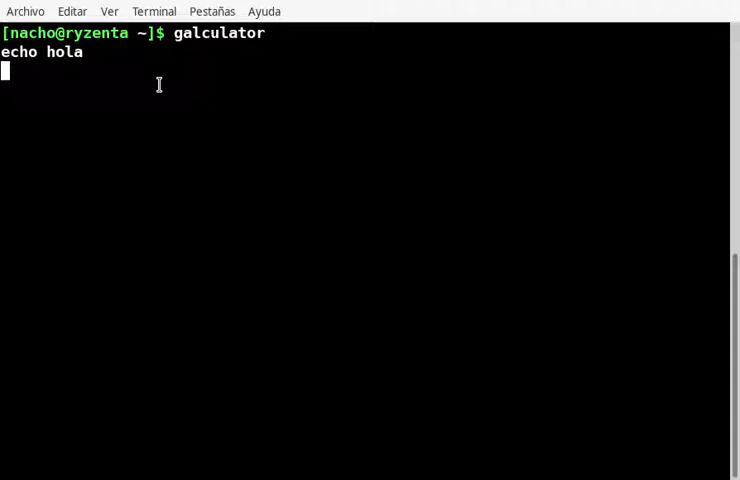 Archivo Editar Ver Terminal Pestañas Ayuda
[nacho@ryzenta ~]$ galculator
echo hola